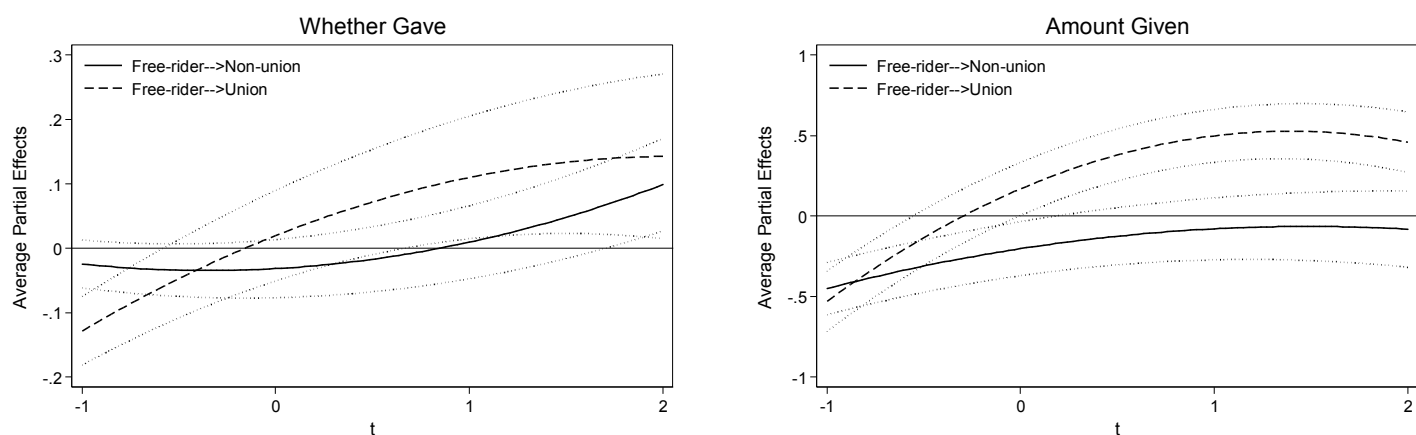 Whether Gave
Average Partial Effects
.3
.2
.1
0
-.1
-.2
Free-rider-->Non-union
Free-rider-->Union
-1
0
1
2
t
Amount Given
Average Partial Effects
1
.5
0
-.5
-1
Free-rider-->Non-union
Free-rider-->Union
-1
0
1
2
t